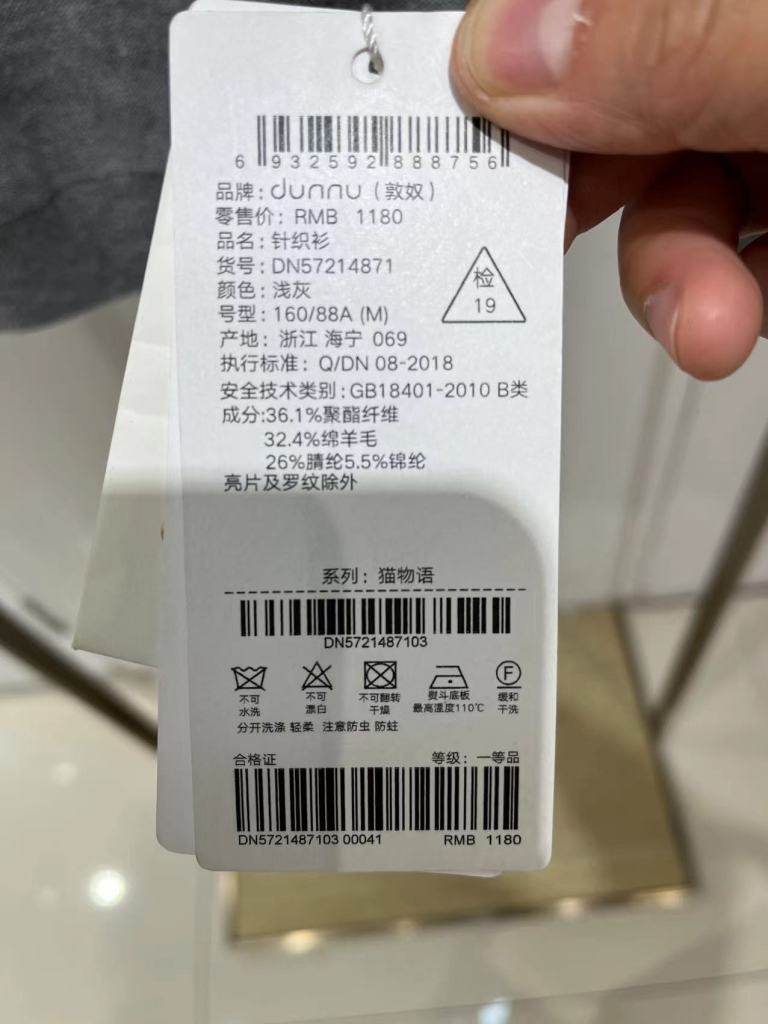 6 932592 888756
品牌：dunnu（敦奴）
零售价：RMB 1180
品名：针织衫
货号：DN57214871
颜色：浅灰
检
19
号型：160/88A (M)
产地：浙江 海宁 069
执行标准：Q/DN 08-2018
安全技术类别：GB18401-2010 B类
成分:36.1%聚酯纤维
32.4%绵羊毛
26%腈纶5.5%锦纶
亮片及罗纹除外
系列：猫物语
DN5721487103
F
不可
水洗
不可
漂白
不可翻转
干燥
熨斗底板
最高温度110℃
缓和
干洗
分开洗涤 轻柔 注意防虫 防蛀
合格证 等级：一等品
DN5721487103 00041 RMB 1180